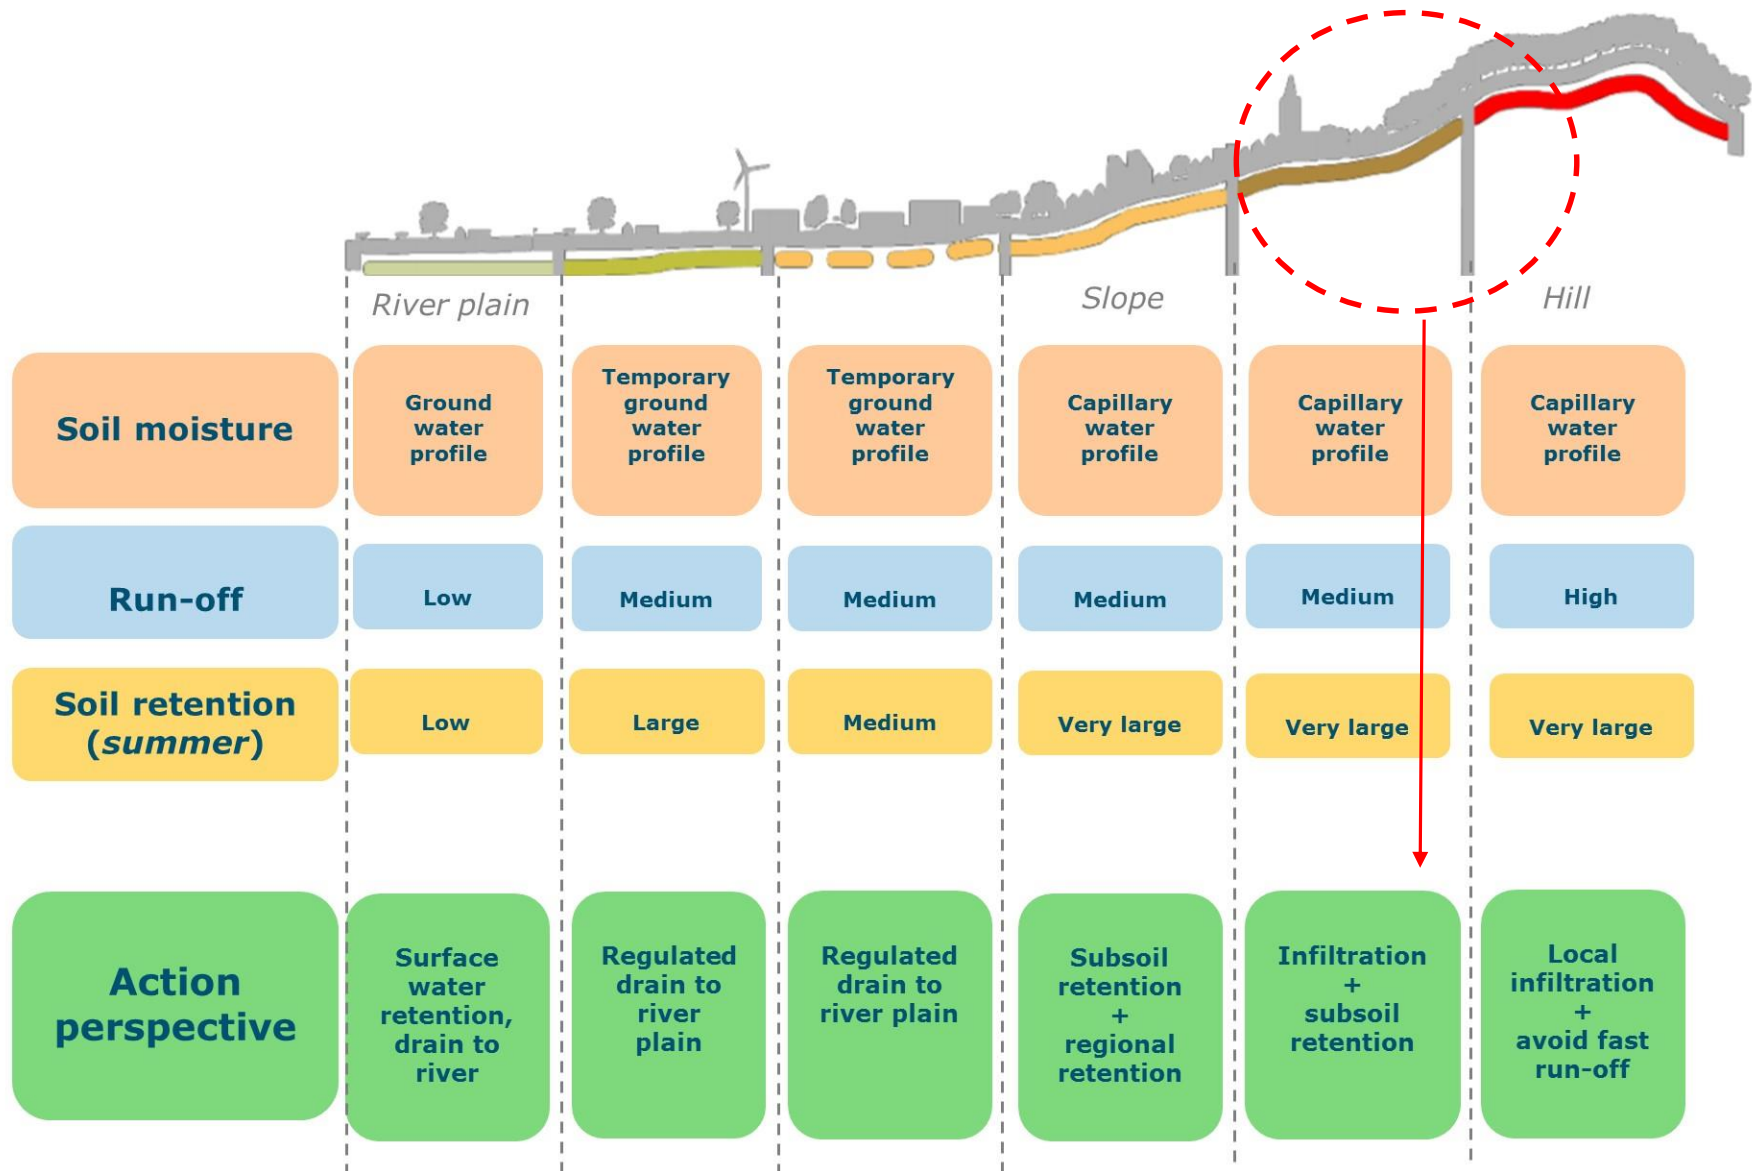 River plain
Slope
Hill
Soil moisture
Ground
water
profile
Temporary
ground
water
profile
Temporary
ground
water
profile
Capillary
water
profile
Capillary
water
profile
Capillary
water
profile
Run-off
Low
Medium
Medium
Medium
Medium
High
Soil retention
(summer)
Low
Large
Medium
Very large
Very large
Very large
Action
perspective
Surface
water
retention,
drain to
river
Regulated
drain to
river
plain
Regulated
drain to
river plain
Subsoil
retention
+
regional
retention
Infiltration
+
subsoil
retention
Local
infiltration
+
avoid fast
run-off